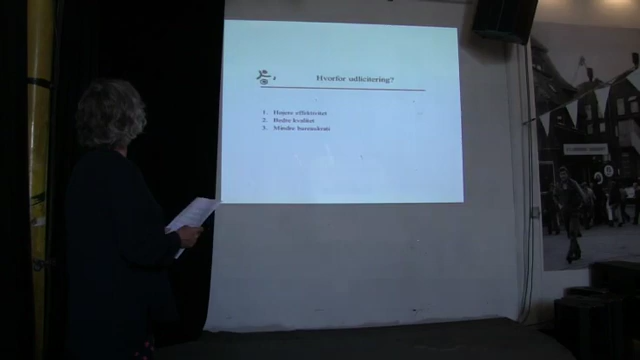 Hvorfor udlicitering?
1. Højere effektivitet
2. Bedre kvalitet
3. Mindre bureaukrati